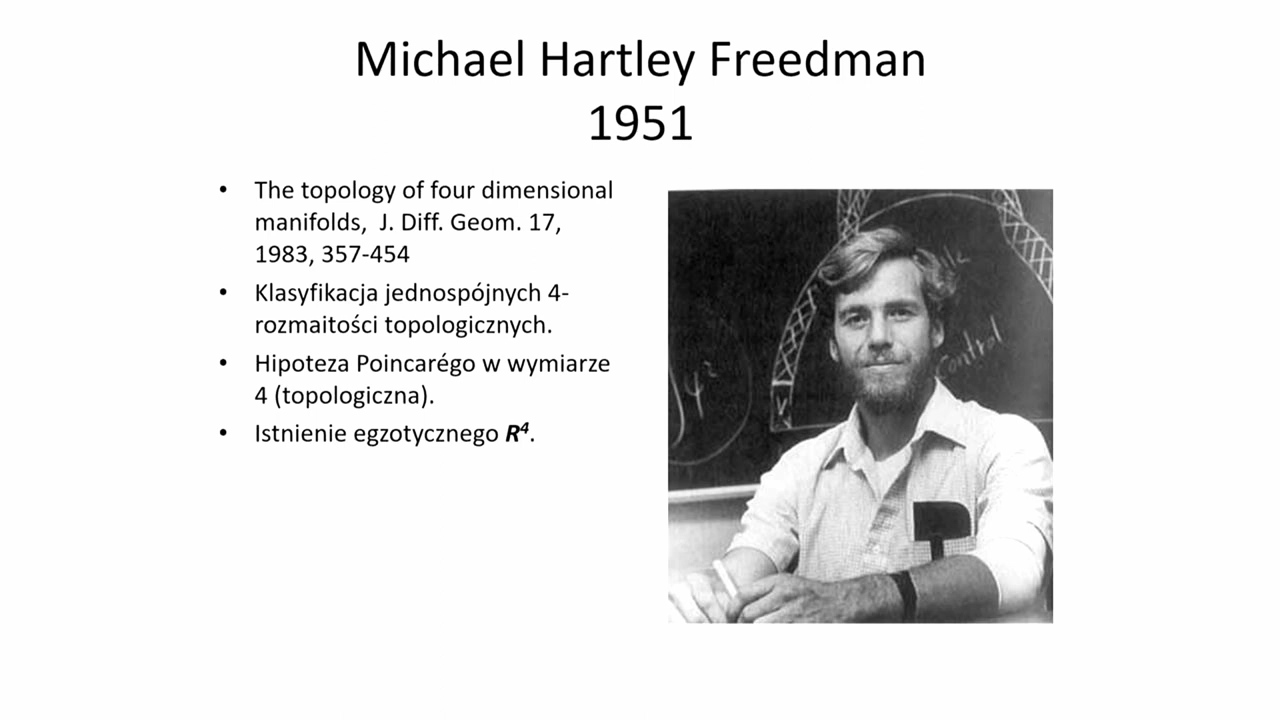 Michael Hartley Freedman
1951
• The topology of four dimensional
manifolds, J. Diff. Geom. 17,
1983, 357-454
• Klasyfikacja jednospójnych 4-
rozmaitości topologicznych.
• Hipoteza Poincarégo w wymiarze
4 (topologiczna).
• Istnienie egzotycznego R⁴.
control